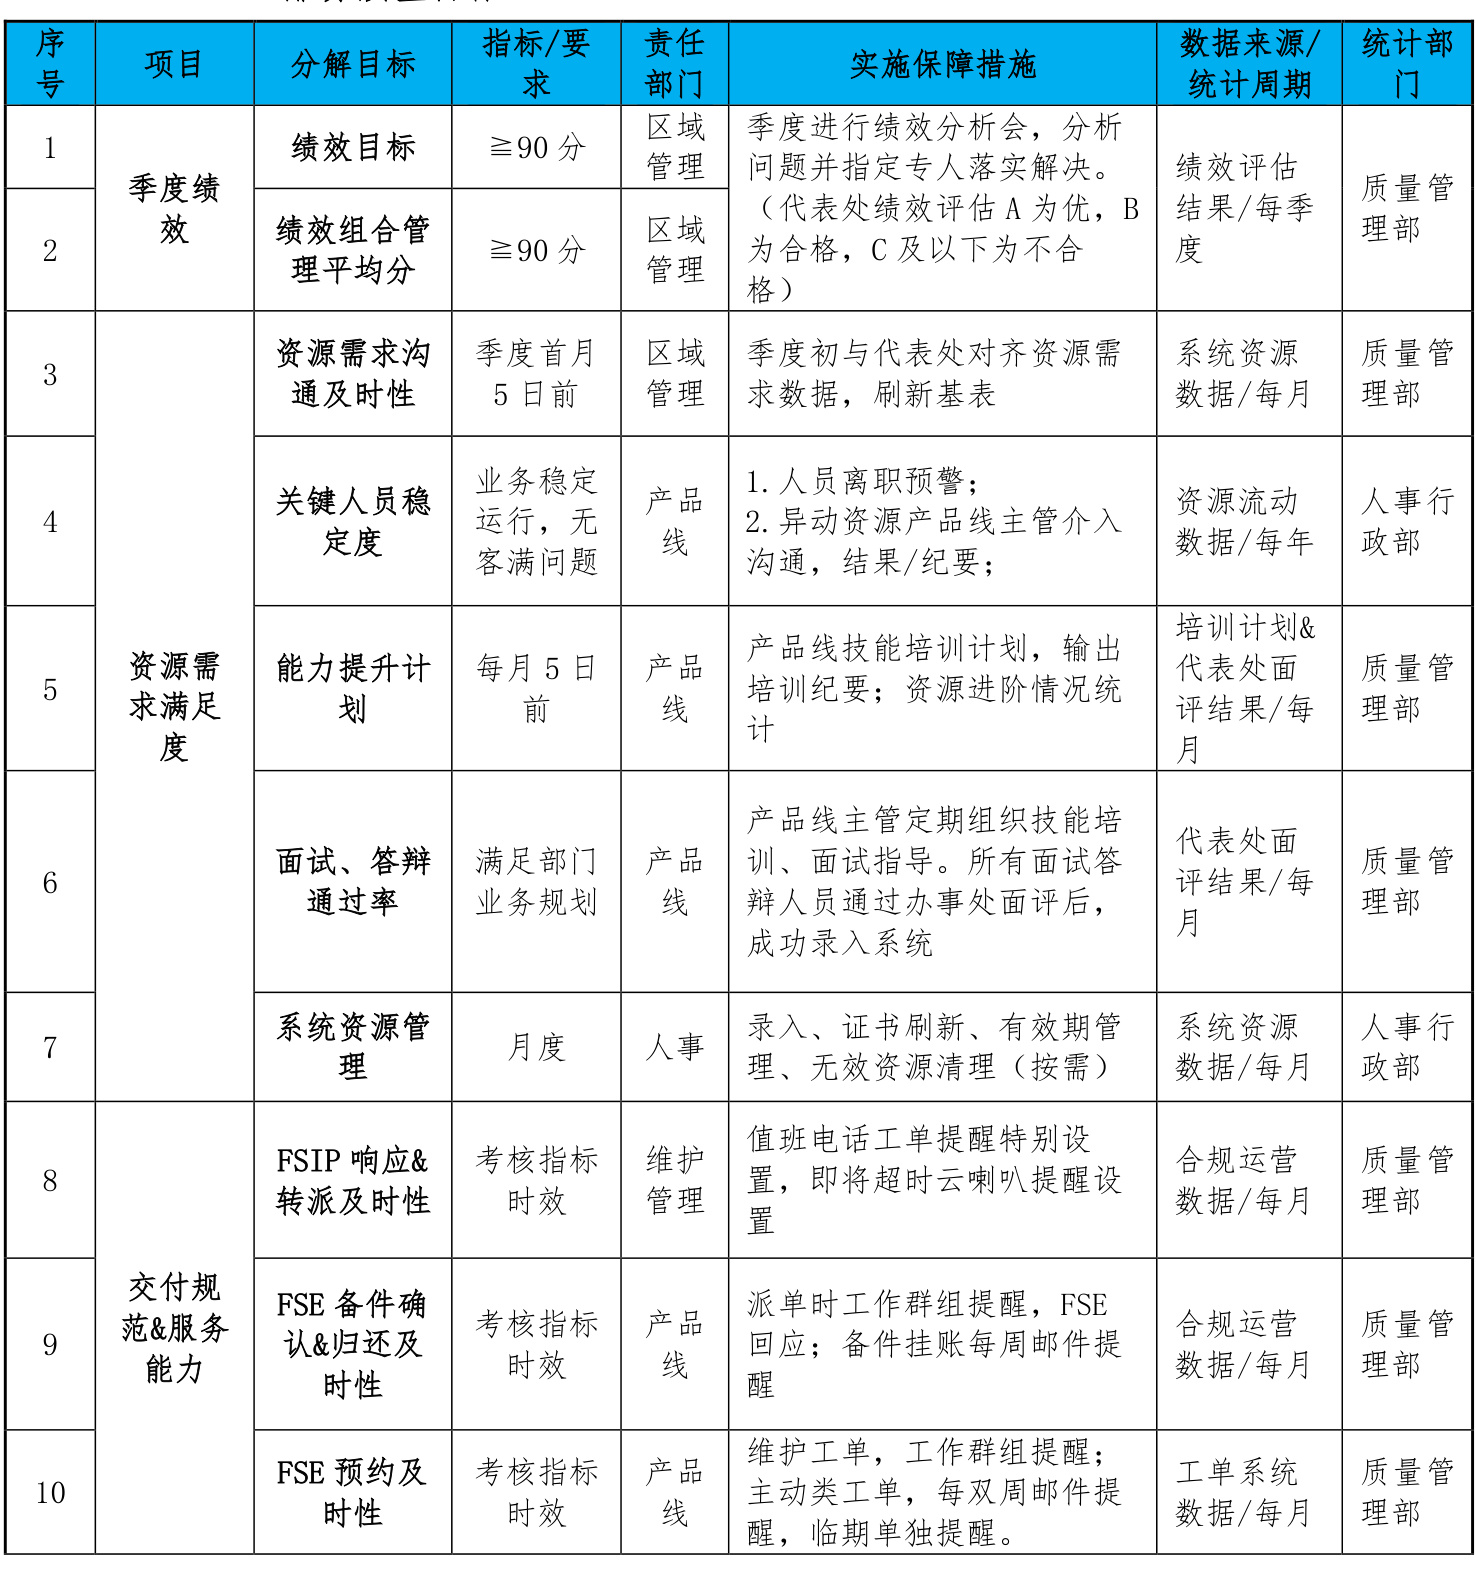 序号
项目
分解目标
指标/要求
责任部门
实施保障措施
数据来源/
统计周期
统计部门
1
季度绩效
绩效目标
≧90 分
区域
管理
季度进行绩效分析会，分析
问题并指定专人落实解决。
（代表处绩效评估 A 为优，B
为合格，C 及以下为不合
格）
绩效评估
结果/每季
度
质量管
理部
2
绩效组合管
理平均分
≧90 分
区域
管理
3
资源需
求满足
度
资源需求沟
通及时性
季度首月
5 日前
区域
管理
季度初与代表处对齐资源需
求数据，刷新基表
系统资源
数据/每月
质量管
理部
4
关键人员稳
定度
业务稳定
运行，无
客满问题
产品
线
1.人员离职预警；
2.异动资源产品线主管介入
沟通，结果/纪要；
资源流动
数据/每年
人事行
政部
5
能力提升计
划
每月 5 日
前
产品
线
产品线技能培训计划，输出
培训纪要；资源进阶情况统
计
培训计划&
代表处面
评结果/每
月
质量管
理部
6
面试、答辩
通过率
满足部门
业务规划
产品
线
产品线主管定期组织技能培
训、面试指导。所有面试答
辩人员通过办事处面评后，
成功录入系统
代表处面
评结果/每
月
质量管
理部
7
系统资源管
理
月度
人事
录入、证书刷新、有效期管
理、无效资源清理（按需）
系统资源
数据/每月
人事行
政部
8
交付规
范&服务
能力
FSIP 响应&
转派及时性
考核指标
时效
维护
管理
值班电话工单提醒特别设
置，即将超时云喇叭提醒设
置
合规运营
数据/每月
质量管
理部
9
FSE 备件确
认&归还及
时性
考核指标
时效
产品
线
派单时工作群组提醒，FSE
回应；备件挂账每周邮件提
醒
合规运营
数据/每月
质量管
理部
10
FSE 预约及
时性
考核指标
时效
产品
线
维护工单，工作群组提醒；
主动类工单，每双周邮件提
醒，临期单独提醒。
工单系统
数据/每月
质量管
理部